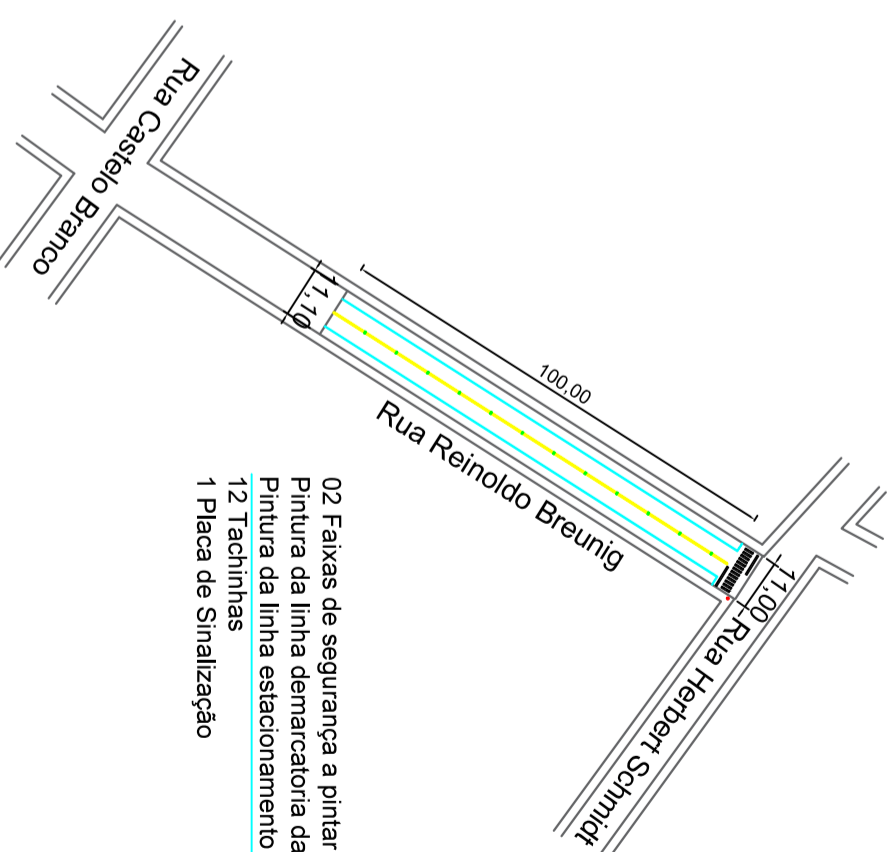 Rua Castelo Branco
11,10
100,00
Rua Reinoldo Breunig
11,00
Rua Herbert Schmidt
02 Faixas de segurança a pintar
Pintura da linha demarcatoria da
Pintura da linha estacionamento
12 Tachinhas
1 Placa de Sinalização